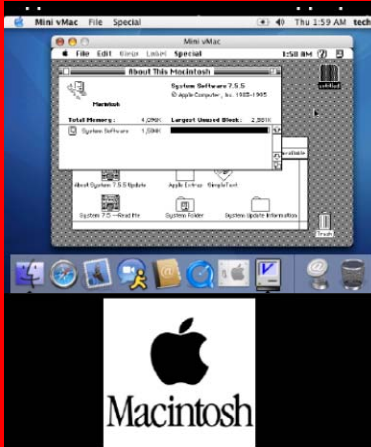 Mini vMac File Special Thu 1:59 AM tech
Mini vMac
File Edit View Label Special 1:58 AM
About This Macintosh
System Software 7.5.5
© Apple Computer, Inc. 1983-1995
Macintosh
Total Memory: 4,096K Largest Unused Block: 2,561K
System Software 1,504K
available
About System 7.5.5 Update Apple Extras SimpleText
System 7.5—Read Me System Folder System Update Information
Trash
Macintosh